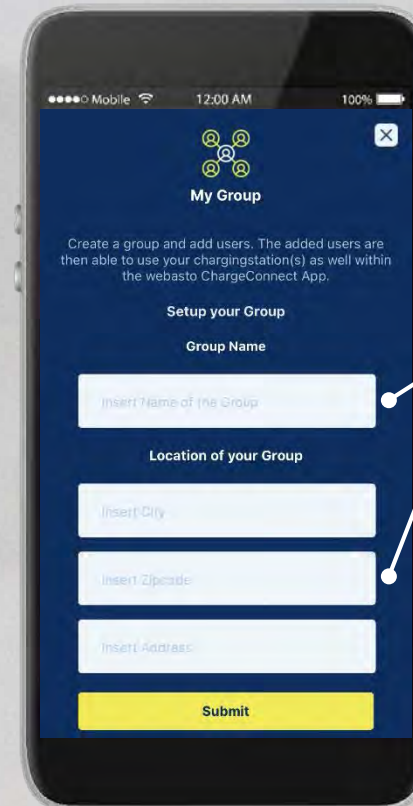 Mobile 12:00 AM 100%
My Group
Create a group and add users. The added users are
then able to use your chargingstation(s) as well within
the webasto ChargeConnect App.
Setup your Group
Group Name
Insert Name of the Group
Location of your Group
Insert City
Insert Zipcode
Insert Address
Submit